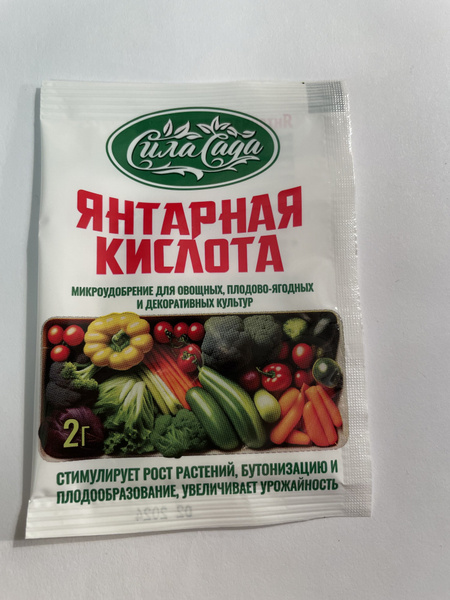 Сила Сада
ЯНТАРНАЯ
КИСЛОТА
МИКРОУДОБРЕНИЕ ДЛЯ ОВОЩНЫХ, ПЛОДОВО-ЯГОДНЫХ
И ДЕКОРАТИВНЫХ КУЛЬТУР
2г
СТИМУЛИРУЕТ РОСТ РАСТЕНИЙ, БУТОНИЗАЦИЮ И
ПЛОДООБРАЗОВАНИЕ, УВЕЛИЧИВАЕТ УРОЖАЙНОСТЬ